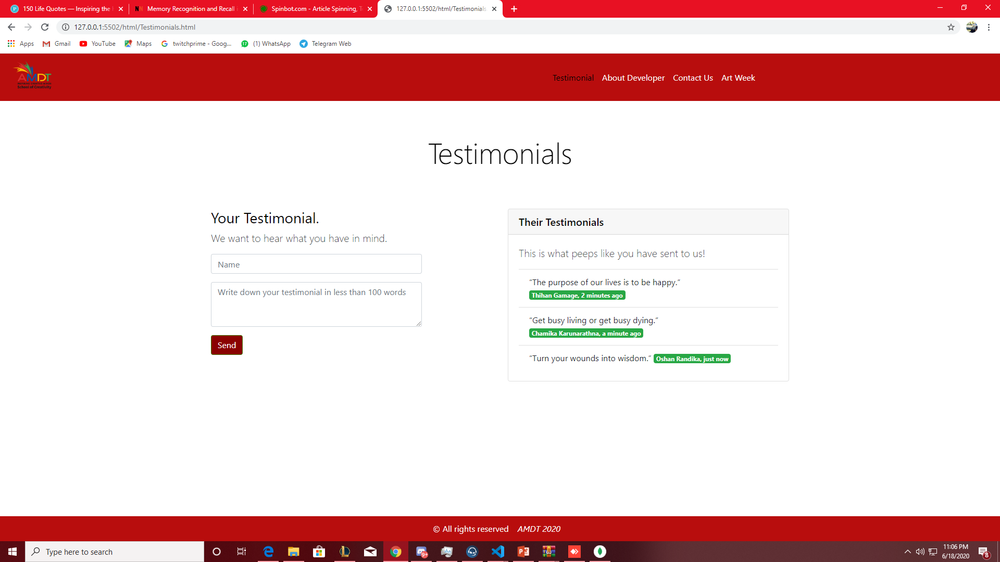 150 Life Quotes — Inspiring the
Memory Recognition and Recall
Spinbot.com - Article Spinning, T
127.0.0.1:5502/html/Testimonials
127.0.0.1:5502/html/Testimonials.html
Apps
Gmail
YouTube
Maps
twitchprime - Goog...
(1) WhatsApp
Telegram Web
AMDT
School of Creativity
Testimonial
About Developer
Contact Us
Art Week
Testimonials
Your Testimonial.
We want to hear what you have in mind.
Name
Write down your testimonial in less than 100 words
Send
Their Testimonials
This is what peeps like you have sent to us!
“The purpose of our lives is to be happy.”
Thihan Gamage, 2 minutes ago
“Get busy living or get busy dying.”
Chamika Karunarathna, a minute ago
“Turn your wounds into wisdom.” Oshan Randika, just now
© All rights reserved AMDT 2020
Type here to search
9+
11:06 PM
6/18/2020
8